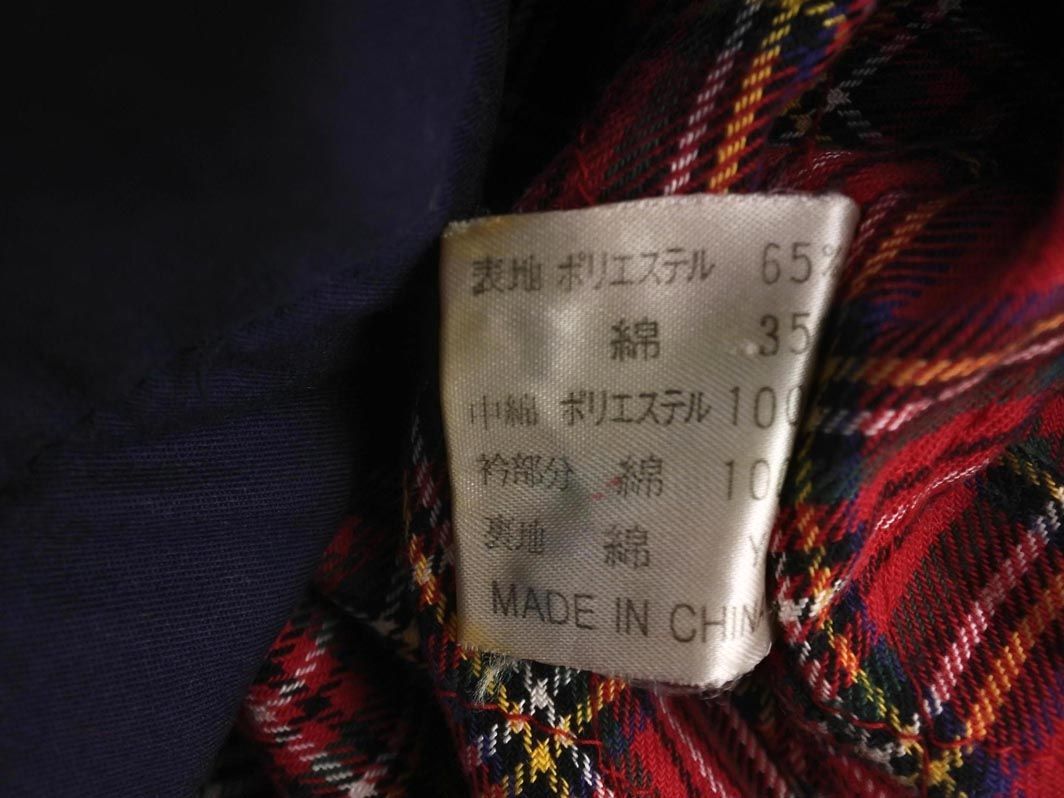 表地 ポリエステル 65%
綿 35
中綿 ポリエステル 100
衿部分 綿 10
裏地 綿
MADE IN CHIN